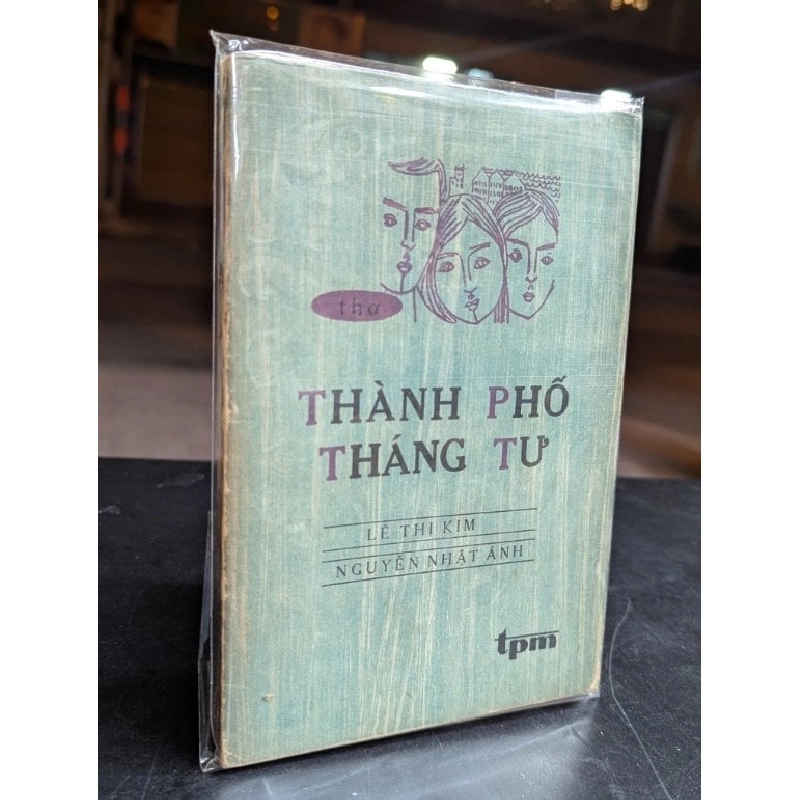 thơ
THÀNH PHỐ
THÁNG TƯ
LÊ THỊ KIM
NGUYỄN NHẬT ÁNH
tpm